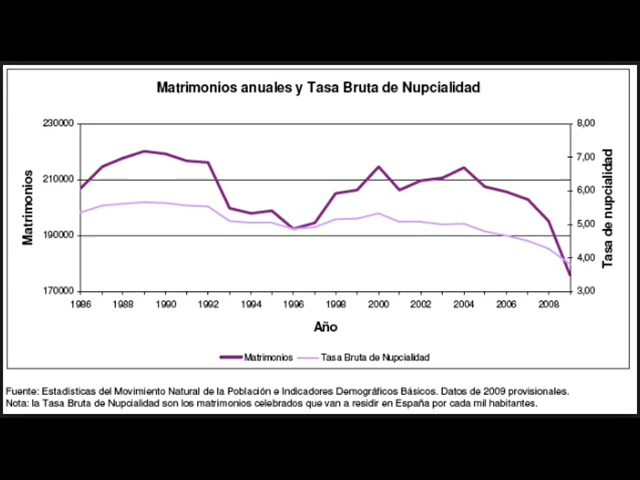 Matrimonios anuales y Tasa Bruta de Nupcialidad
230000
210000
190000
170000
Matrimonios
8,00
7,00
6,00
5,00
4,00
3,00
Tasa de nupcialidad
1986 1988 1990 1992 1994 1996 1998 2000 2002 2004 2006 2008
Año
Matrimonios Tasa Bruta de Nupcialidad
Fuente: Estadísticas del Movimiento Natural de la Población e Indicadores Demográficos Básicos. Datos de 2009 provisionales.
Nota: la Tasa Bruta de Nupcialidad son los matrimonios celebrados que van a residir en España por cada mil habitantes.